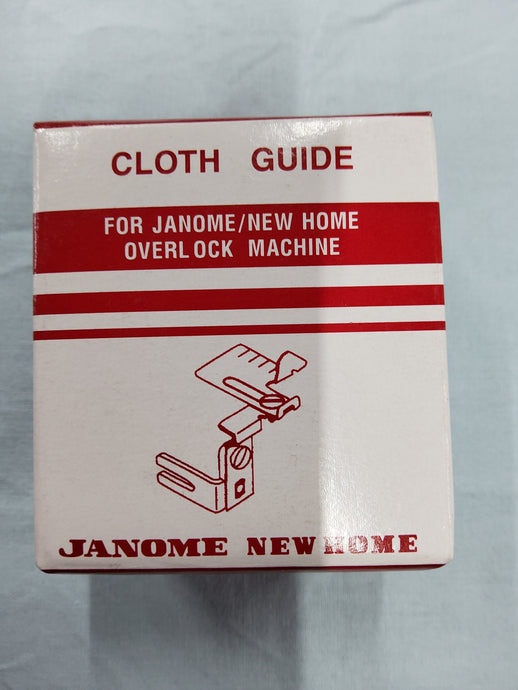 CLOTH GUIDE
FOR JANOME/NEW HOME
OVERLOCK MACHINE
JANOME NEW HOME